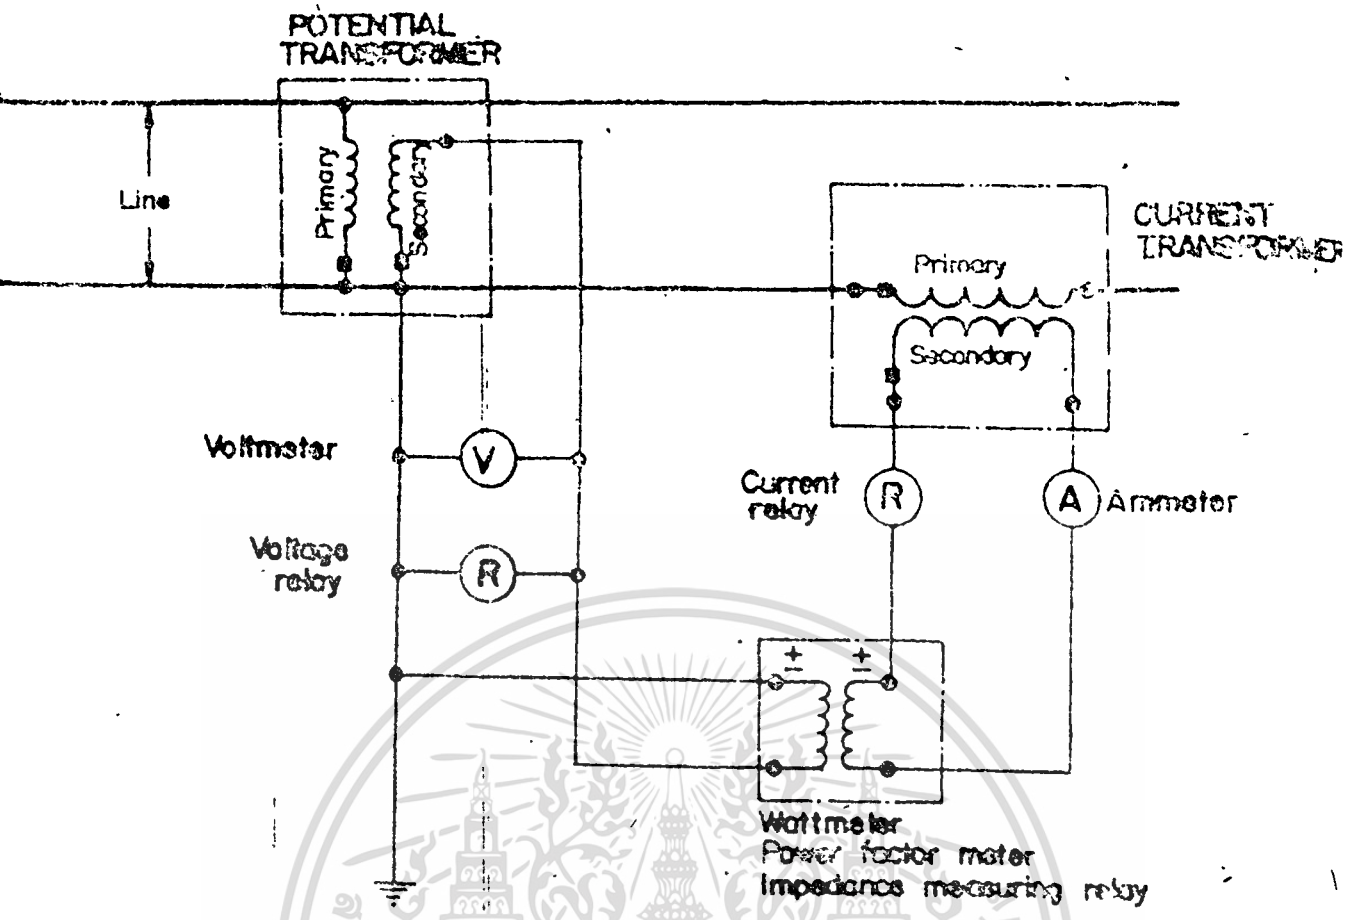 POTENTIAL
TRANSFORMER
Line
Primary
Secondary
CURRENT
TRANSFORMER
Primary
Secondary
Voltmeter
V
Current
relay
R
A
Ammeter
Voltage
relay
R
±
±
Wattmeter
Power factor meter
Impedance measuring relay